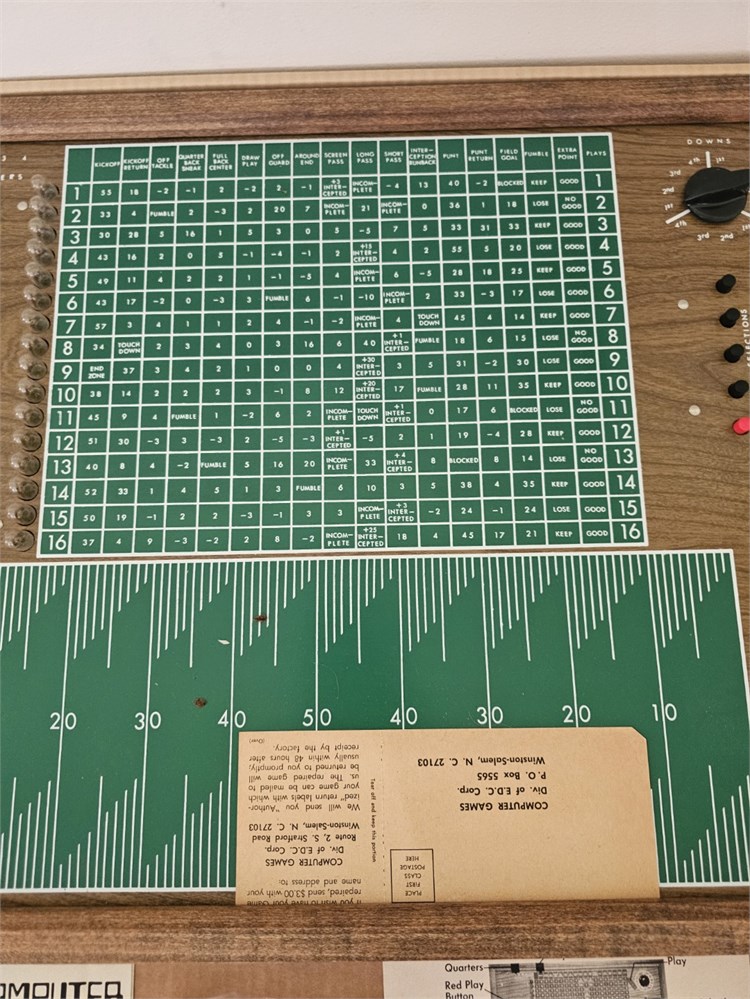 DOWNS
KICKOFF KICKOFF RETURN OFF TACKLE QUARTER BACK SNEAK FULL BACK CENTER DRAW PLAY OFF GUARD AROUND END SCREEN PASS LONG PASS SHORT PASS INTER—CEPTION RUNBACK PUNT PUNT RETURN FIELD GOAL FUMBLE EXTRA POINT PLAYS
1 55 18 –2 –1 2 –2 2 –1 +3 INTER—CEPTED INCOM—PLETE –4 13 40 –2 BLOCKED KEEP GOOD 1
2 33 4 FUMBLE 2 –3 2 20 7 INCOM—PLETE 21 INCOM—PLETE 0 36 1 18 LOSE NO GOOD 2
3 30 28 5 16 1 5 3 0 5 –5 7 5 33 31 33 KEEP GOOD 3
4 43 16 2 0 5 –1 –4 –1 2 +15 INTER—CEPTED 4 2 55 5 20 LOSE GOOD 4
5 49 11 4 2 2 1 –1 –5 4 INCOM—PLETE 6 –5 28 18 25 KEEP GOOD 5
6 43 17 –2 0 –3 3 FUMBLE 6 –1 –10 INCOM—PLETE 2 33 –3 17 LOSE GOOD 6
7 57 3 4 1 1 2 4 –1 –2 INCOM—PLETE 4 TOUCH DOWN 45 4 14 KEEP GOOD 7
8 34 TOUCH DOWN 2 3 4 0 3 16 6 40 +1 INTER—CEPTED FUMBLE 18 6 15 LOSE NO GOOD 8
9 END ZONE 37 3 4 2 1 0 0 4 +30 INTER—CEPTED 3 5 31 –2 30 LOSE GOOD 9
10 38 14 2 2 2 3 –1 8 12 +30 INTER—CEPTED 17 FUMBLE 28 11 35 KEEP GOOD 10
11 45 9 4 FUMBLE 1 –2 6 2 INCOM—PLETE TOUCH DOWN +1 INTER—CEPTED 0 17 6 BLOCKED LOSE NO GOOD 11
12 51 30 –3 3 –3 2 –5 –3 +1 INTER—CEPTED –5 2 1 19 –4 28 KEEP GOOD 12
13 40 8 4 –2 FUMBLE 5 16 20 INCOM—PLETE 33 +4 INTER—CEPTED 8 BLOCKED 8 14 LOSE NO GOOD 13
14 52 33 1 4 5 1 3 FUMBLE 6 10 3 5 38 4 35 KEEP GOOD 14
15 50 19 –1 2 2 –3 –1 3 3 INCOM—PLETE +3 INTER—CEPTED –2 24 –1 24 LOSE GOOD 15
16 37 4 9 –3 –2 2 8 –2 INCOM—PLETE +25 INTER—CEPTED 18 4 45 17 21 KEEP GOOD 16
3 4
4th 1st
3rd 1st
2nd 2nd
1st 3rd
4th 4th
3rd 2nd 1st
20 30 40 50 40 30 20 10
PLACE
FIRST
CLASS
POSTAGE
HERE
COMPUTER GAMES
Div. of E.D.C. Corp.
P. O. Box 5565
Winston-Salem, N. C. 27103
Tear off and keep this portion
repaired, send $3.00 with your
name and address to:
COMPUTER GAMES
Div. of E.D.C. Corp.
Route 2, S. Stratford Road
Winston-Salem, N. C. 27103
We will send you "Author-
ized" return labels with which
your game can be mailed to
us. The repaired game will
be returned to you promptly,
usually within 48 hours after
receipt by the factory.
(Over)
COMPUTER
Quarters
Red Play
Button
Play